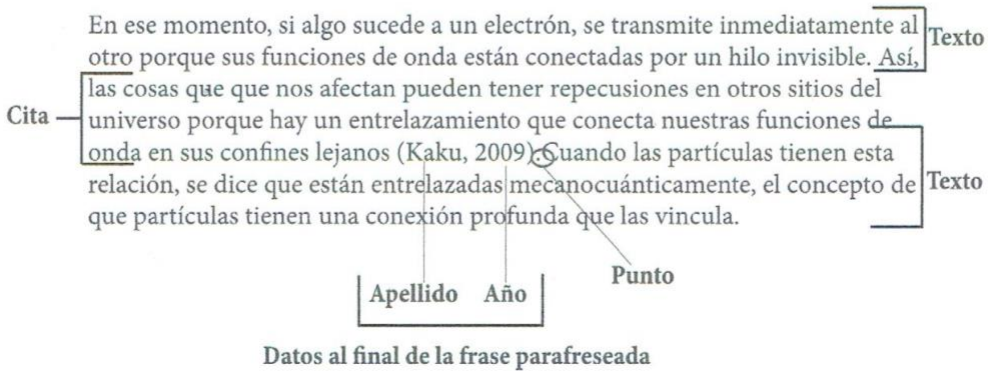 En ese momento, si algo sucede a un electrón, se transmite inmediatamente al
otro porque sus funciones de onda están conectadas por un hilo invisible. Así,
las cosas que que nos afectan pueden tener repecusiones en otros sitios del
universo porque hay un entrelazamiento que conecta nuestras funciones de
onda en sus confines lejanos (Kaku, 2009). Cuando las partículas tienen esta
relación, se dice que están entrelazadas mecanocuánticamente, el concepto de
que partículas tienen una conexión profunda que las vincula.
Texto
Cita
Texto
Punto
Apellido Año
Datos al final de la frase parafreseada